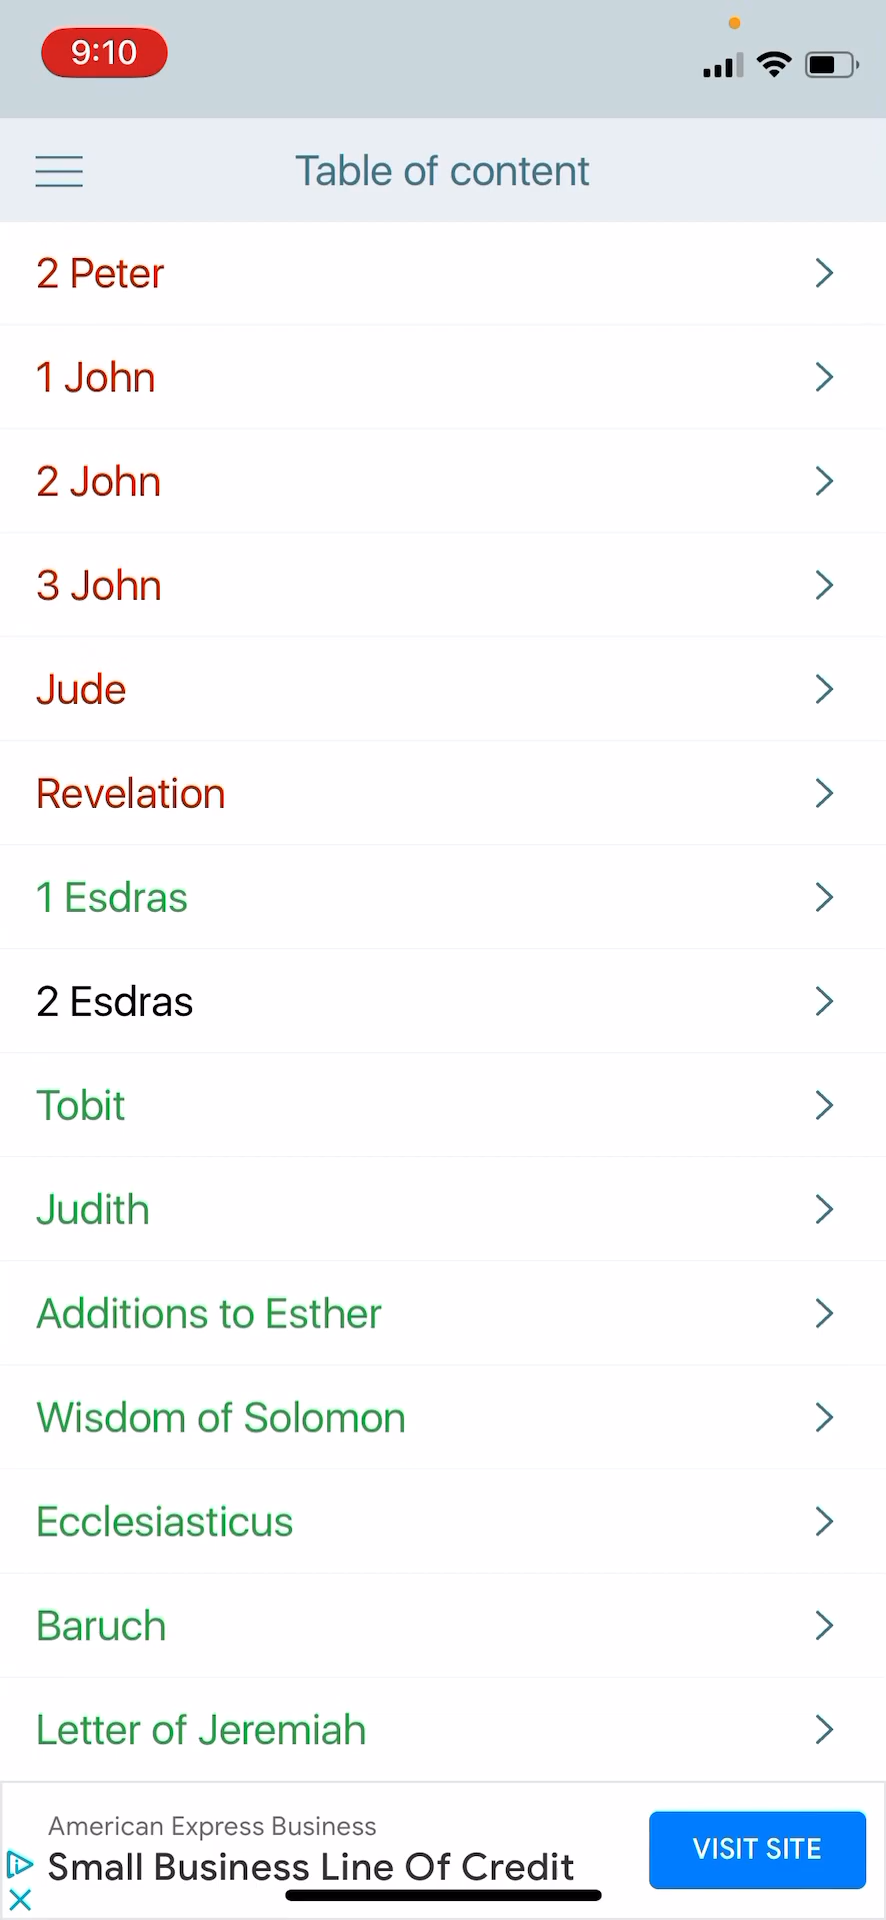 9:10
Table of content
2 Peter
1 John
2 John
3 John
Jude
Revelation
1 Esdras
2 Esdras
Tobit
Judith
Additions to Esther
Wisdom of Solomon
Ecclesiasticus
Baruch
Letter of Jeremiah
American Express Business
Small Business Line Of Credit
VISIT SITE